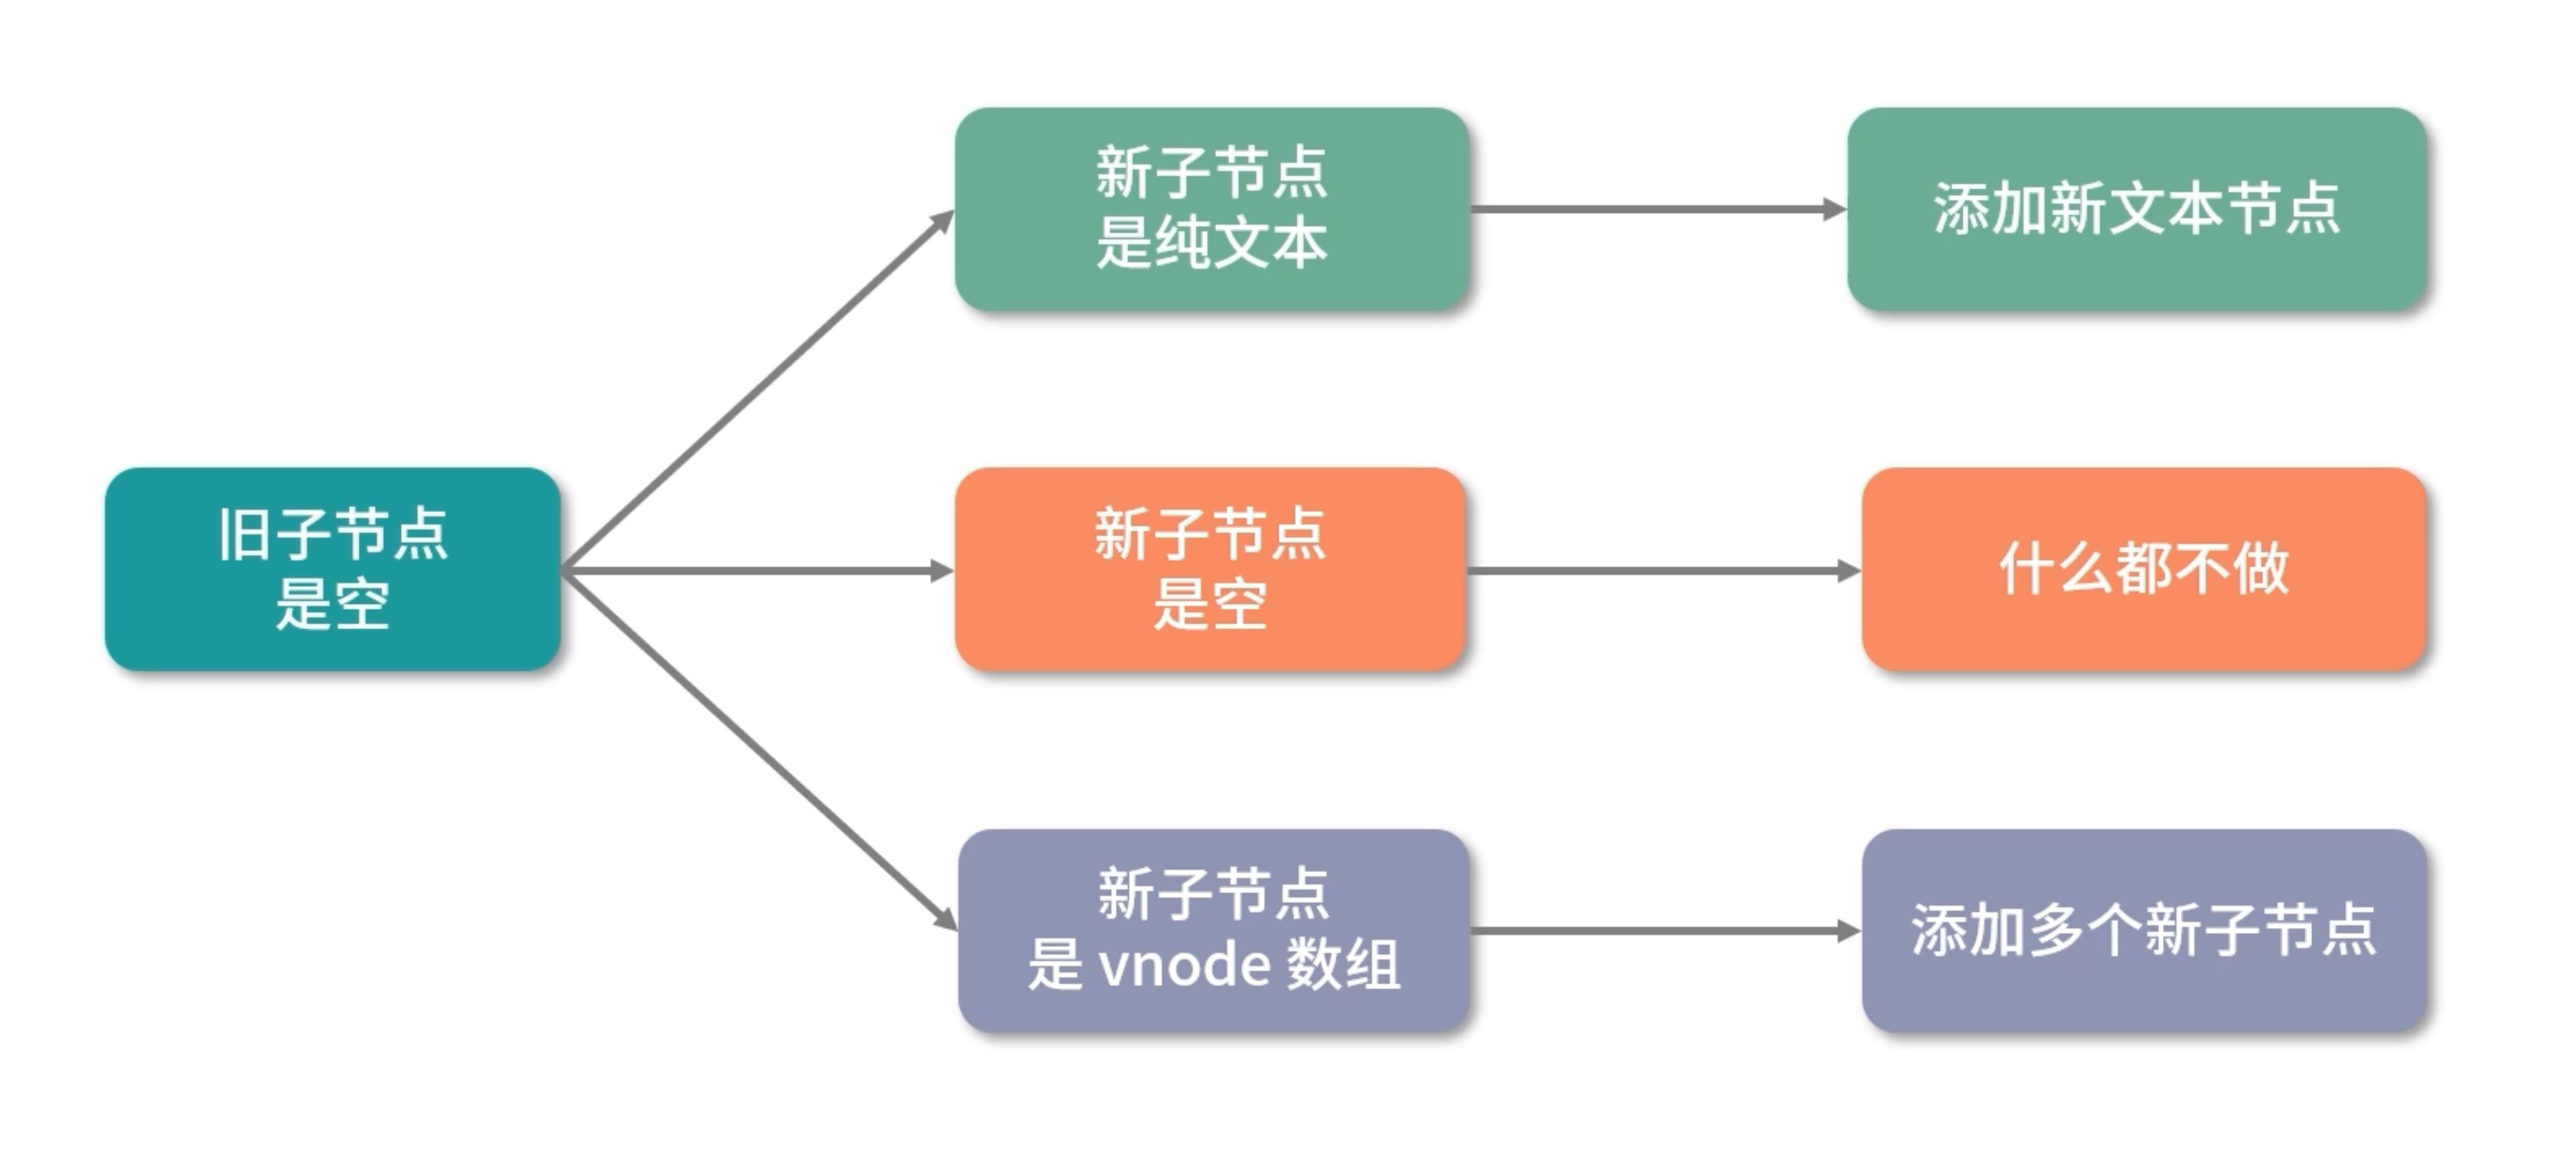 新子节点
是纯文本
添加新文本节点
旧子节点
是空
新子节点
是空
什么都不做
新子节点
是 vnode 数组
添加多个新子节点